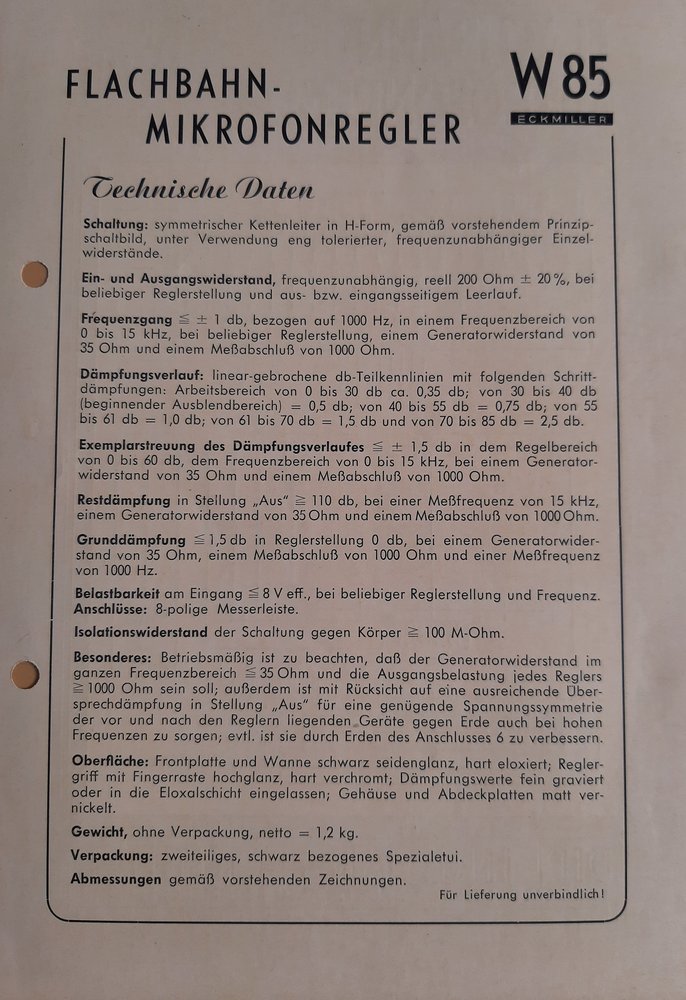 FLACHBAHN-
MIKROFONREGLER
W 85
ECKMILLER
Technische Daten
Schaltung: symmetrischer Kettenleiter in H-Form, gemäß vorstehendem Prinzip-
schaltbild, unter Verwendung eng tolerierter, frequenzunabhängiger Einzel-
widerstände.
Ein- und Ausgangswiderstand, frequenzunabhängig, reell 200 Ohm ± 20%, bei
beliebiger Reglerstellung und aus- bzw. eingangsseitigem Leerlauf.
Frequenzgang ≦ ± 1 db, bezogen auf 1000 Hz, in einem Frequenzbereich von
0 bis 15 kHz, bei beliebiger Reglerstellung, einem Generatorwiderstand von
35 Ohm und einem Meßabschluß von 1000 Ohm.
Dämpfungsverlauf: linear-gebrochene db-Teilkennlinien mit folgenden Schritt-
dämpfungen: Arbeitsbereich von 0 bis 30 db ca. 0,35 db; von 30 bis 40 db
(beginnender Ausblendbereich) = 0,5 db; von 40 bis 55 db = 0,75 db; von 55
bis 61 db = 1,0 db; von 61 bis 70 db = 1,5 db und von 70 bis 85 db = 2,5 db.
Exemplarstreuung des Dämpfungsverlaufes ≦ ± 1,5 db in dem Regelbereich
von 0 bis 60 db, dem Frequenzbereich von 0 bis 15 kHz, bei einem Generator-
widerstand von 35 Ohm und einem Meßabschluß von 1000 Ohm.
Restdämpfung in Stellung „Aus“ ≧ 110 db, bei einer Meßfrequenz von 15 kHz,
einem Generatorwiderstand von 35 Ohm und einem Meßabschluß von 1000 Ohm.
Grunddämpfung ≦ 1,5 db in Reglerstellung 0 db, bei einem Generatorwider-
stand von 35 Ohm, einem Meßabschluß von 1000 Ohm und einer Meßfrequenz
von 1000 Hz.
Belastbarkeit am Eingang ≦ 8 V eff., bei beliebiger Reglerstellung und Frequenz.
Anschlüsse: 8-polige Messerleiste.
Isolationswiderstand der Schaltung gegen Körper ≧ 100 M-Ohm.
Besonderes: Betriebsmäßig ist zu beachten, daß der Generatorwiderstand im
ganzen Frequenzbereich ≦ 35 Ohm und die Ausgangsbelastung jedes Reglers
≧ 1000 Ohm sein soll; außerdem ist mit Rücksicht auf eine ausreichende Über-
sprechdämpfung in Stellung „Aus“ für eine genügende Spannungssymmetrie
der vor und nach den Reglern liegenden Geräte gegen Erde auch bei hohen
Frequenzen zu sorgen; evtl. ist sie durch Erden des Anschlusses 6 zu verbessern.
Oberfläche: Frontplatte und Wanne schwarz seidenglanz, hart eloxiert; Regler-
griff mit Fingerraste hochglanz, hart verchromt; Dämpfungswerte fein graviert
oder in die Eloxalschicht eingelassen; Gehäuse und Abdeckplatten matt ver-
nickelt.
Gewicht, ohne Verpackung, netto = 1,2 kg.
Verpackung: zweiteiliges, schwarz bezogenes Spezialetui.
Abmessungen gemäß vorstehenden Zeichnungen.
Für Lieferung unverbindlich!